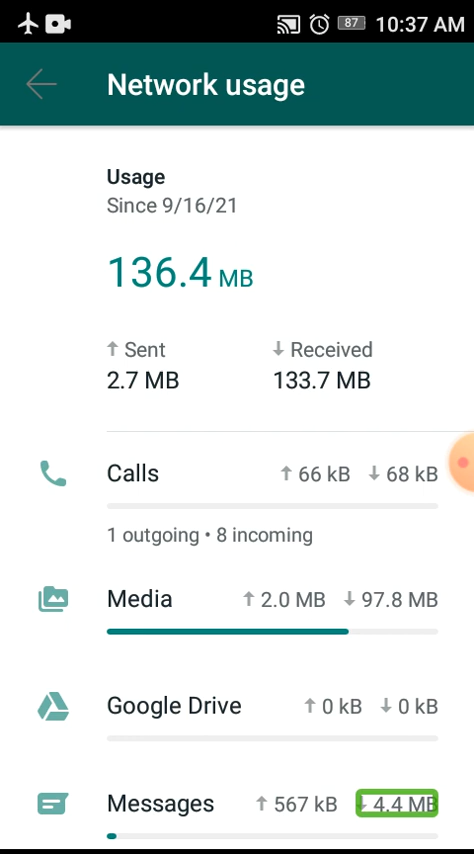 87 10:37 AM
Network usage
Usage
Since 9/16/21
136.4 MB
↑ Sent ↓ Received
2.7 MB 133.7 MB
Calls ↑ 66 kB ↓ 68 kB
1 outgoing • 8 incoming
Media ↑ 2.0 MB ↓ 97.8 MB
Google Drive ↑ 0 kB ↓ 0 kB
Messages ↑ 567 kB ↓ 4.4 MB